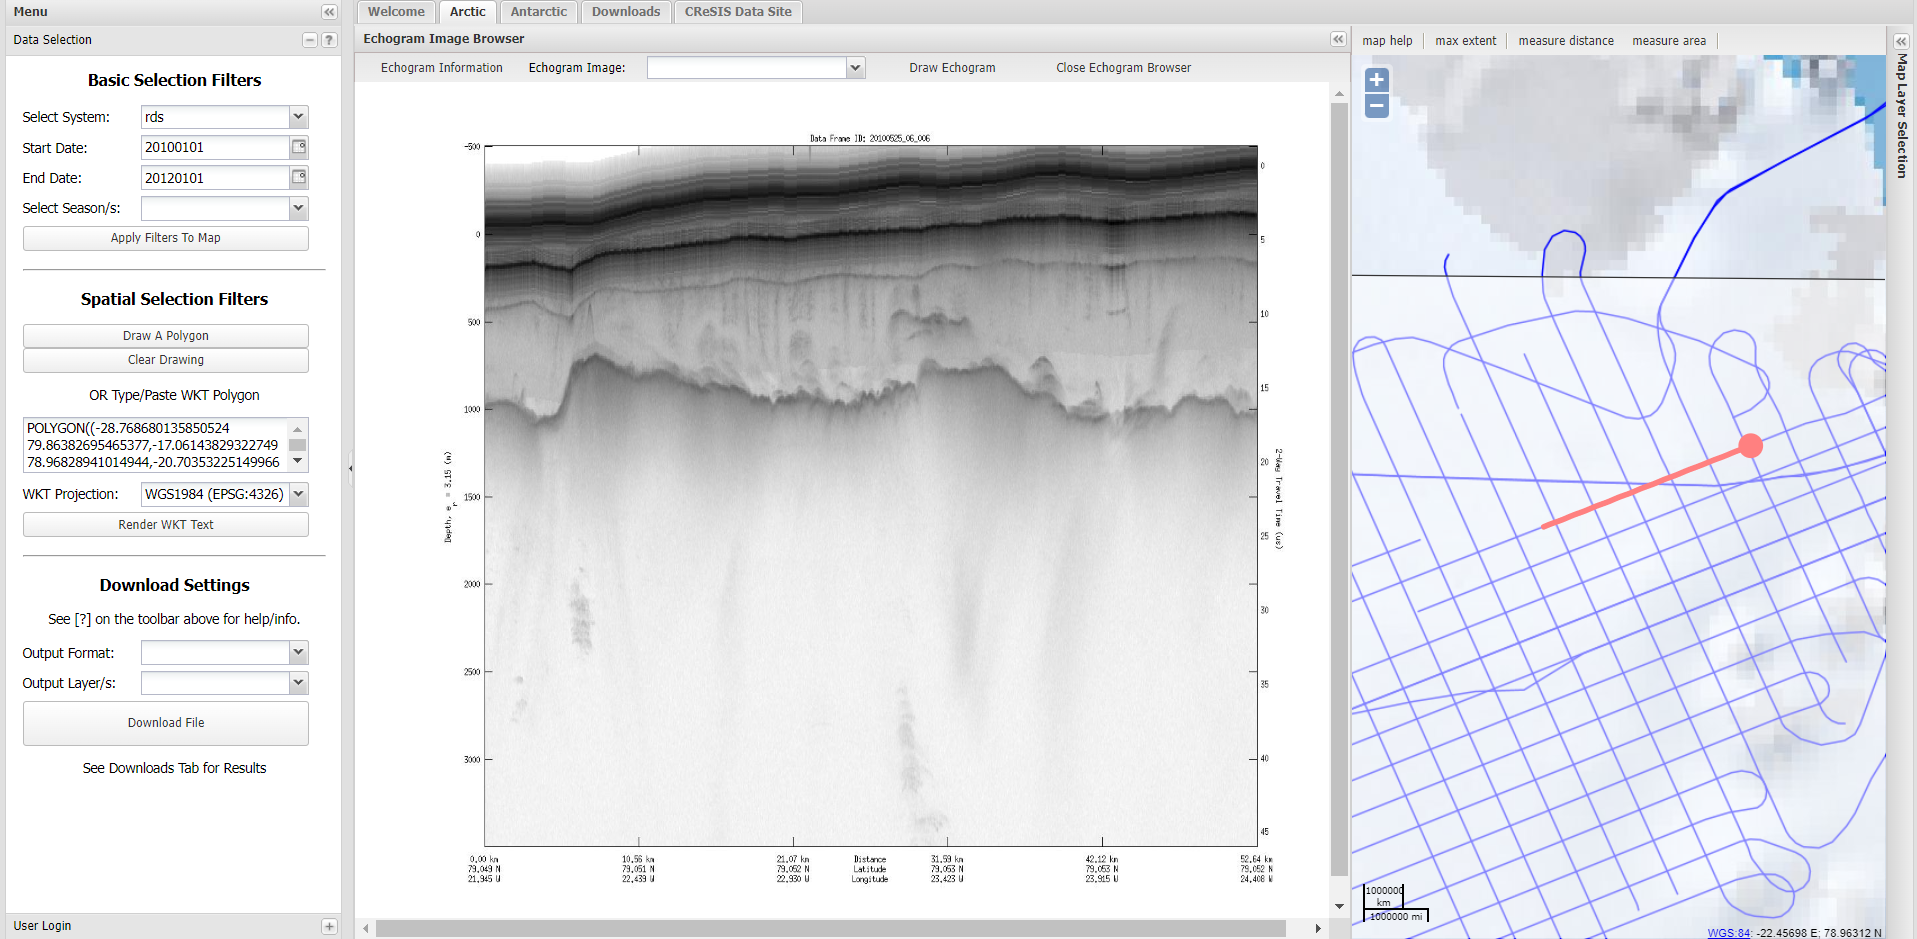 Menu
Data Selection
Basic Selection Filters
Select System: rds
Start Date: 20100101
End Date: 20120101
Select Season/s:
Apply Filters To Map
Spatial Selection Filters
Draw A Polygon
Clear Drawing
OR Type/Paste WKT Polygon
POLYGON((-28.768680135850524
79.86382695465377,-17.06143829322749
78.96828941014944,-20.70353225149966
WKT Projection: WGS1984 (EPSG:4326)
Render WKT Text
Download Settings
See [?] on the toolbar above for help/info.
Output Format:
Output Layer/s:
Download File
See Downloads Tab for Results
User Login
Welcome Arctic Antarctic Downloads CReSIS Data Site
Echogram Image Browser
Echogram Information Echogram Image: Draw Echogram Close Echogram Browser
Data Frame ID: 20100525_06_006
-500
0
500
1000
1500
2000
2500
3000
Depth, e_r = 3.15 (m)
0
5
10
15
20
25
30
35
40
45
2-Way Travel Time (us)
0.00 km 10.56 km 21.07 km Distance 31.59 km 42.12 km 52.64 km
79.049 N 79.051 N 79.052 N Latitude 79.053 N 79.053 N 79.052 N
21.945 W 22.439 W 22.930 W Longitude 23.423 W 23.915 W 24.408 W
map help max extent measure distance measure area
Map Layer Selection
1000000
km
1000000 mi
WGS:84: -22.45698 E; 78.96312 N